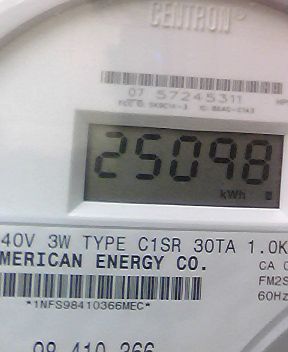 CENTRON®
07 57245311
25098
kWh
40V 3W TYPE C1SR 30TA 1.0K
MERICAN ENERGY CO. CA 0
FM2S
*1NFS98410366MEC* 60Hz
98 410 366